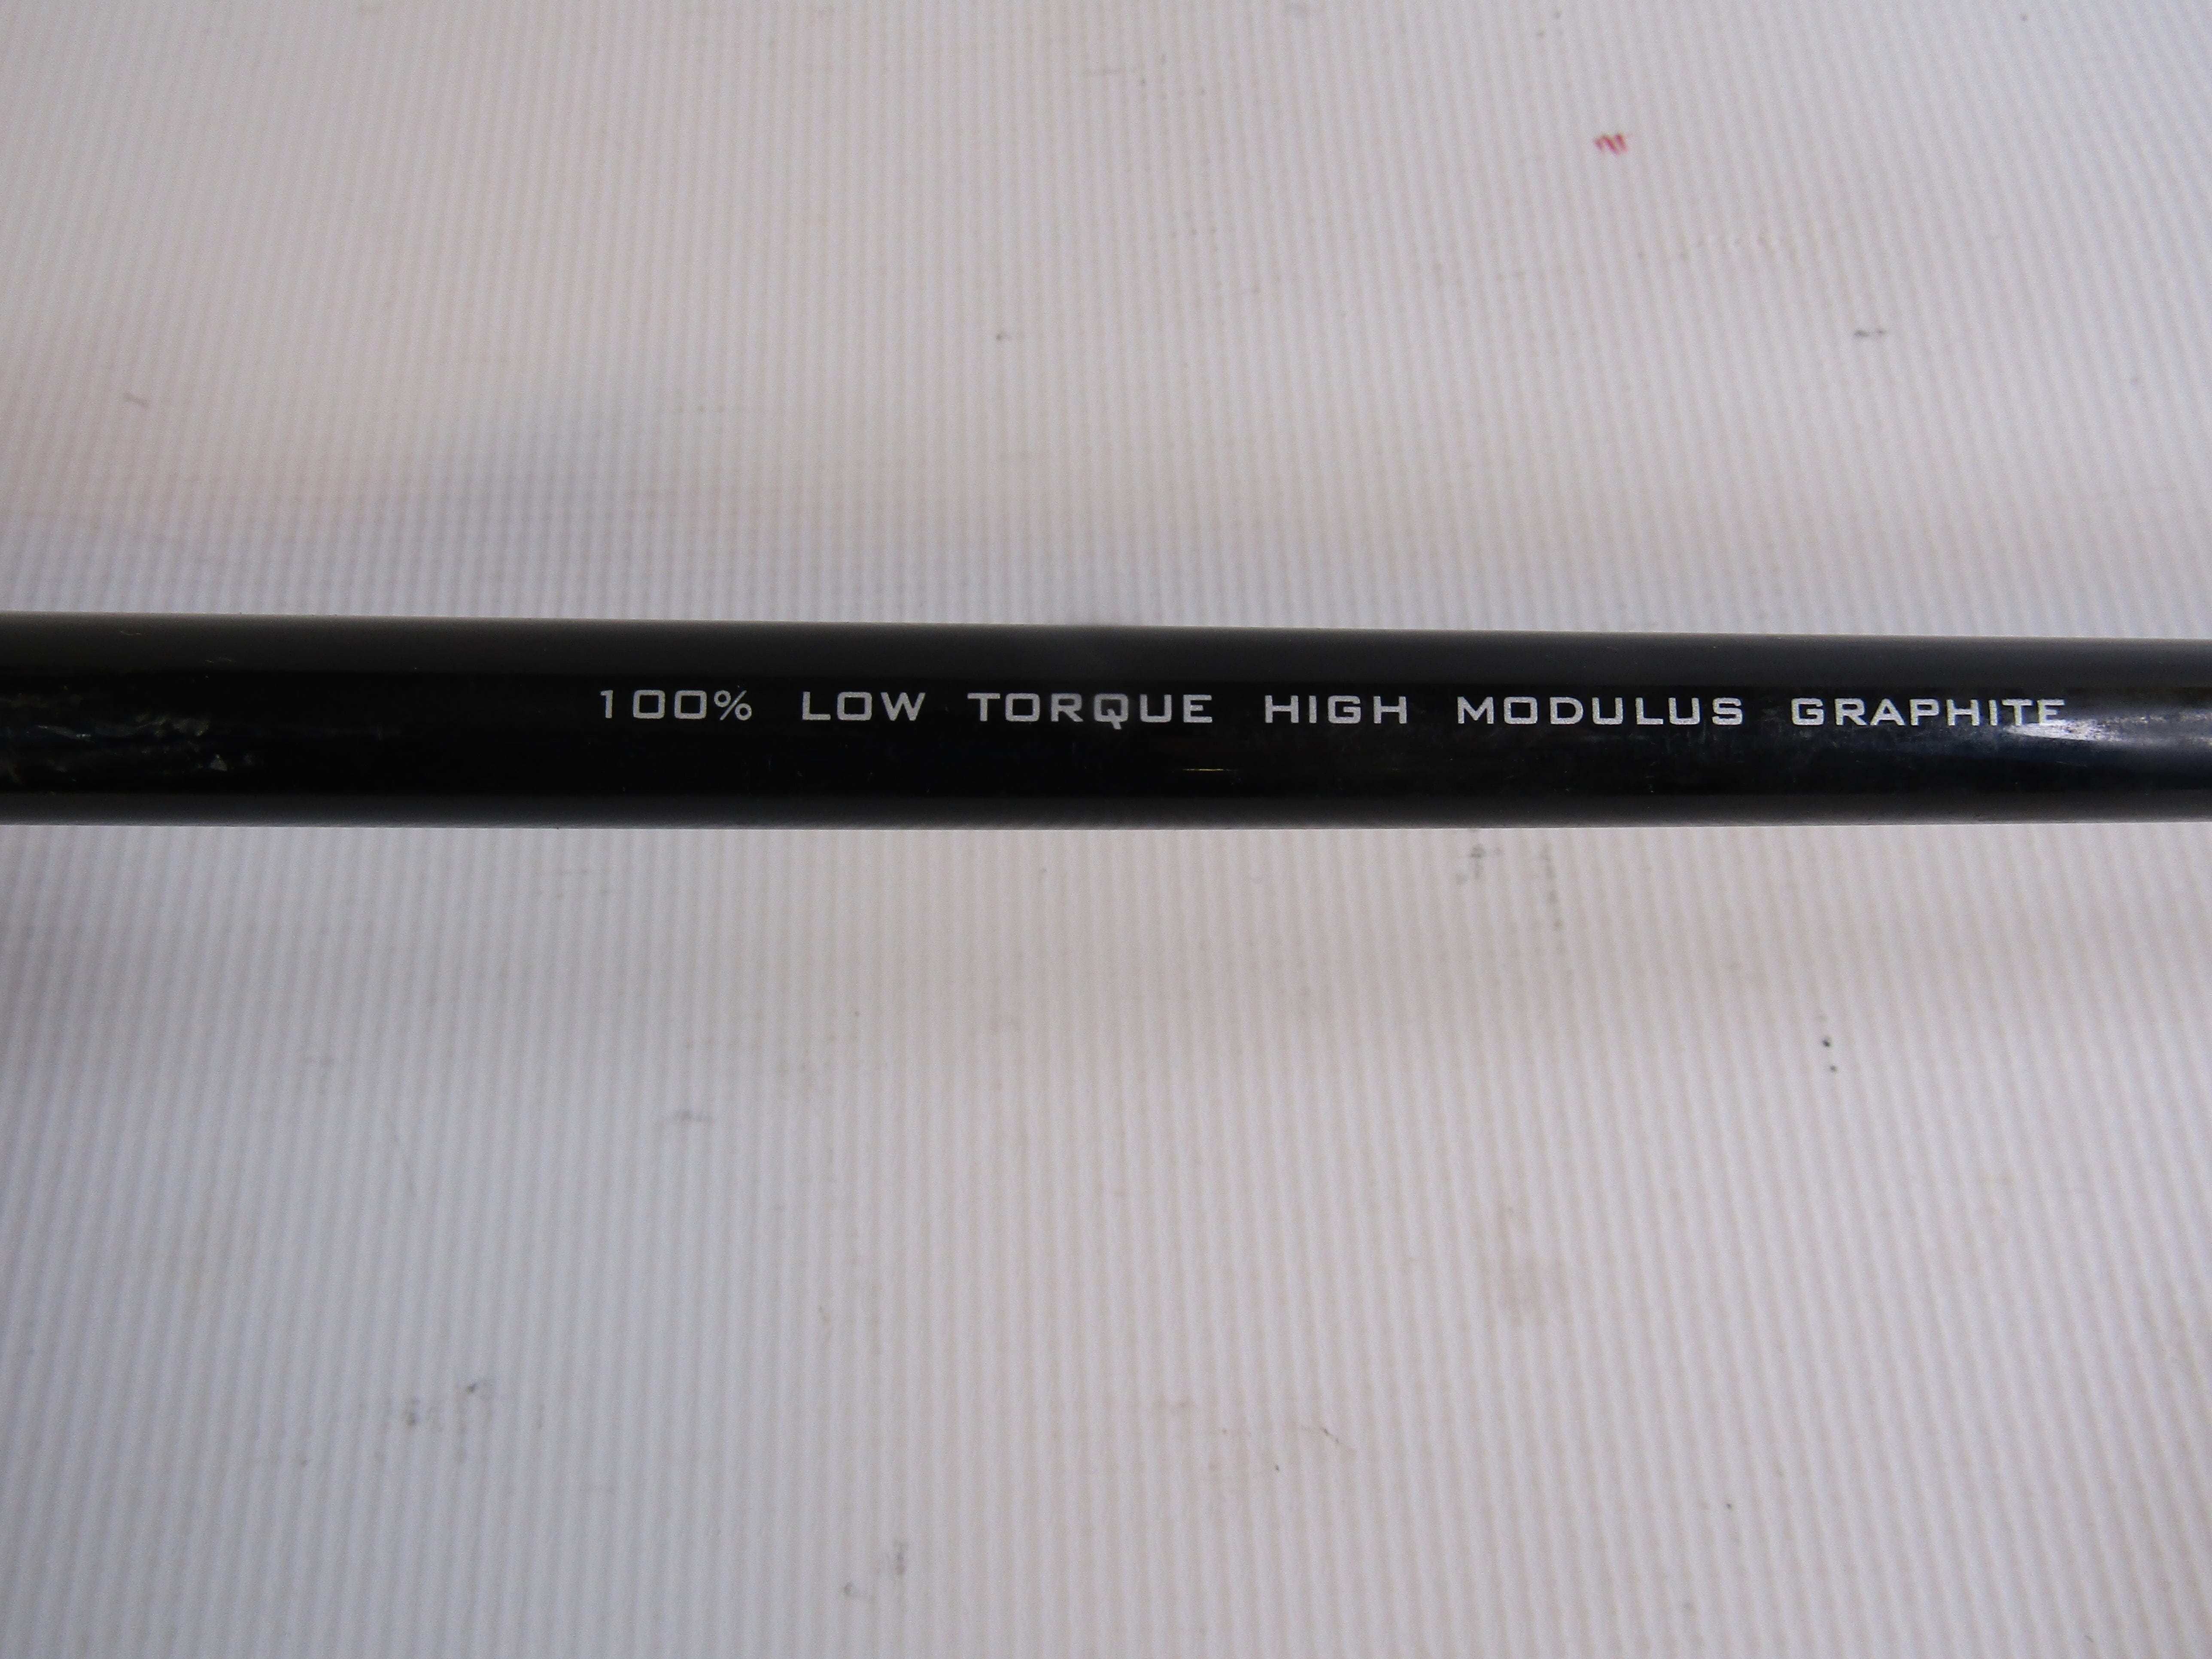 100% LOW TORQUE HIGH MODULUS GRAPHITE